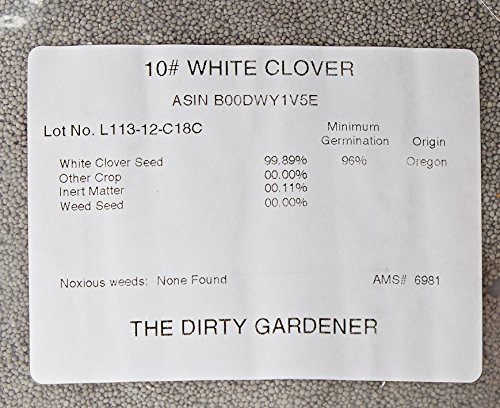 10# WHITE CLOVER
ASIN B00DWY1V5E
Lot No. L113-12-C18C
Minimum Germination
Origin
White Clover Seed 99.89% 96% Oregon
Other Crop 00.00%
Inert Matter 00.11%
Weed Seed 00.00%
Noxious weeds: None Found AMS# 6981
THE DIRTY GARDENER